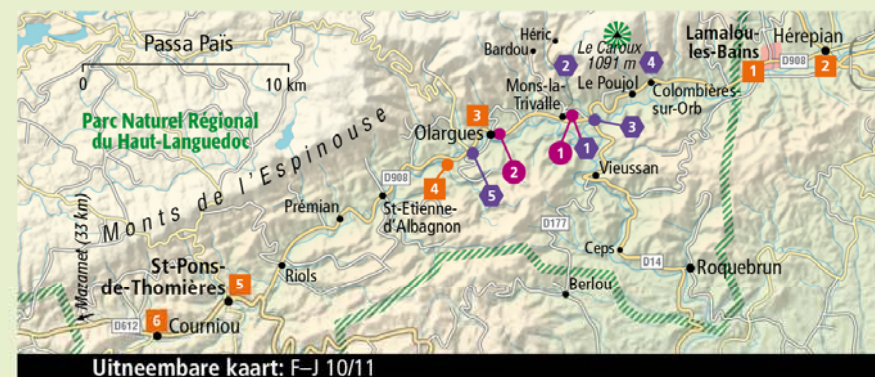 Passa Païs
0 10 km
Parc Naturel Régional
du Haut-Languedoc
Monts de l'Espinouse
Mazamet (33 km)
Héric
Bardou
Le Caroux
1091 m
Lamalou-
les-Bains
Hérepian
1
D908
2
2
4
Mons-la-
Trivalle
Le Poujol
Colombières-
sur-Orb
3
Olargues
3
1
1
2
5
4
Vieussan
D908
St-Etienne-
d'Albagnon
Prémian
D177
Ceps
D14
Roquebrun
Berlou
Riols
St-Pons-
de-Thomières
5
D612
6
Courniou
Uitneembare kaart: F–J 10/11